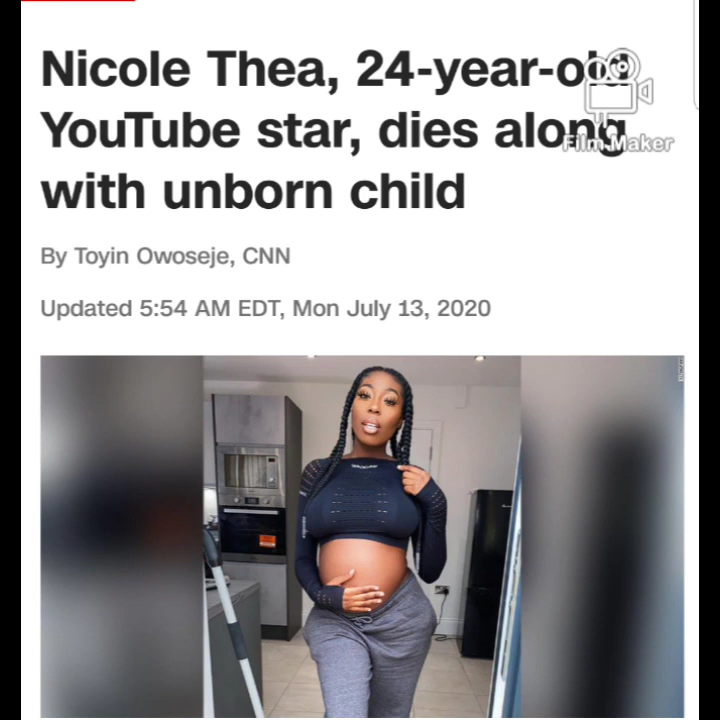 Nicole Thea, 24-year-old
YouTube star, dies along
with unborn child
Film Maker
By Toyin Owoseje, CNN
Updated 5:54 AM EDT, Mon July 13, 2020